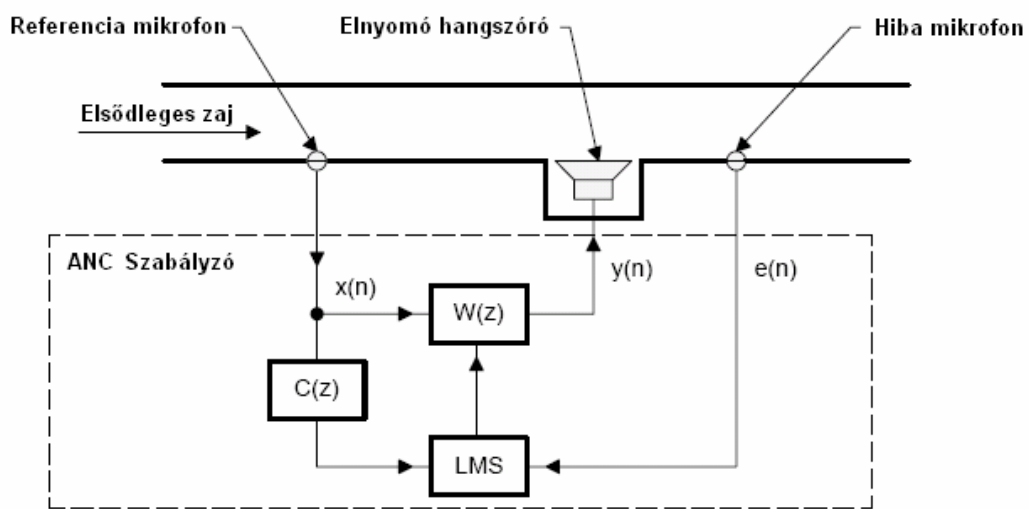 Referencia mikrofon
Elnyomó hangszóró
Hiba mikrofon
Elsődleges zaj
ANC Szabályzó
x(n)
W(z)
y(n)
e(n)
C(z)
LMS